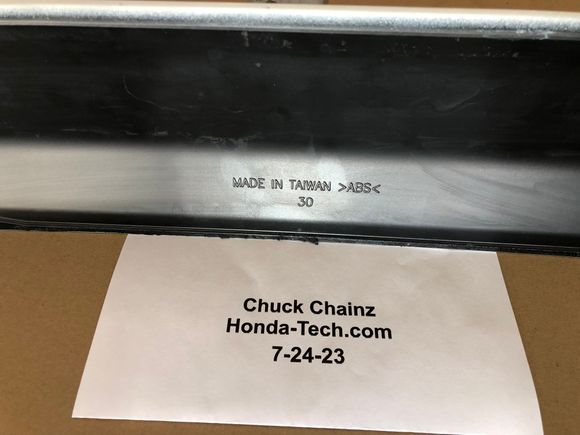 MADE IN TAIWAN >ABS<
30
Chuck Chainz
Honda-Tech.com
7-24-23